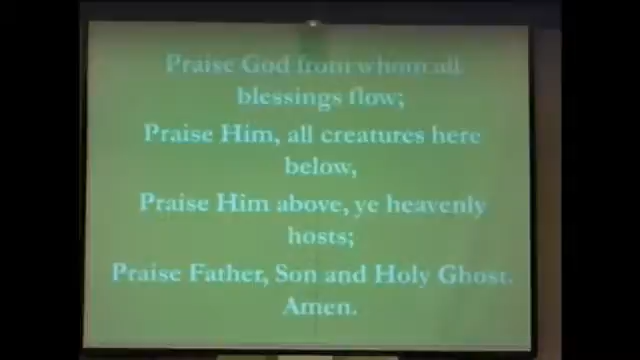 Praise God from whom all
blessings flow;
Praise Him, all creatures here
below,
Praise Him above, ye heavenly
hosts;
Praise Father, Son and Holy Ghost.
Amen.